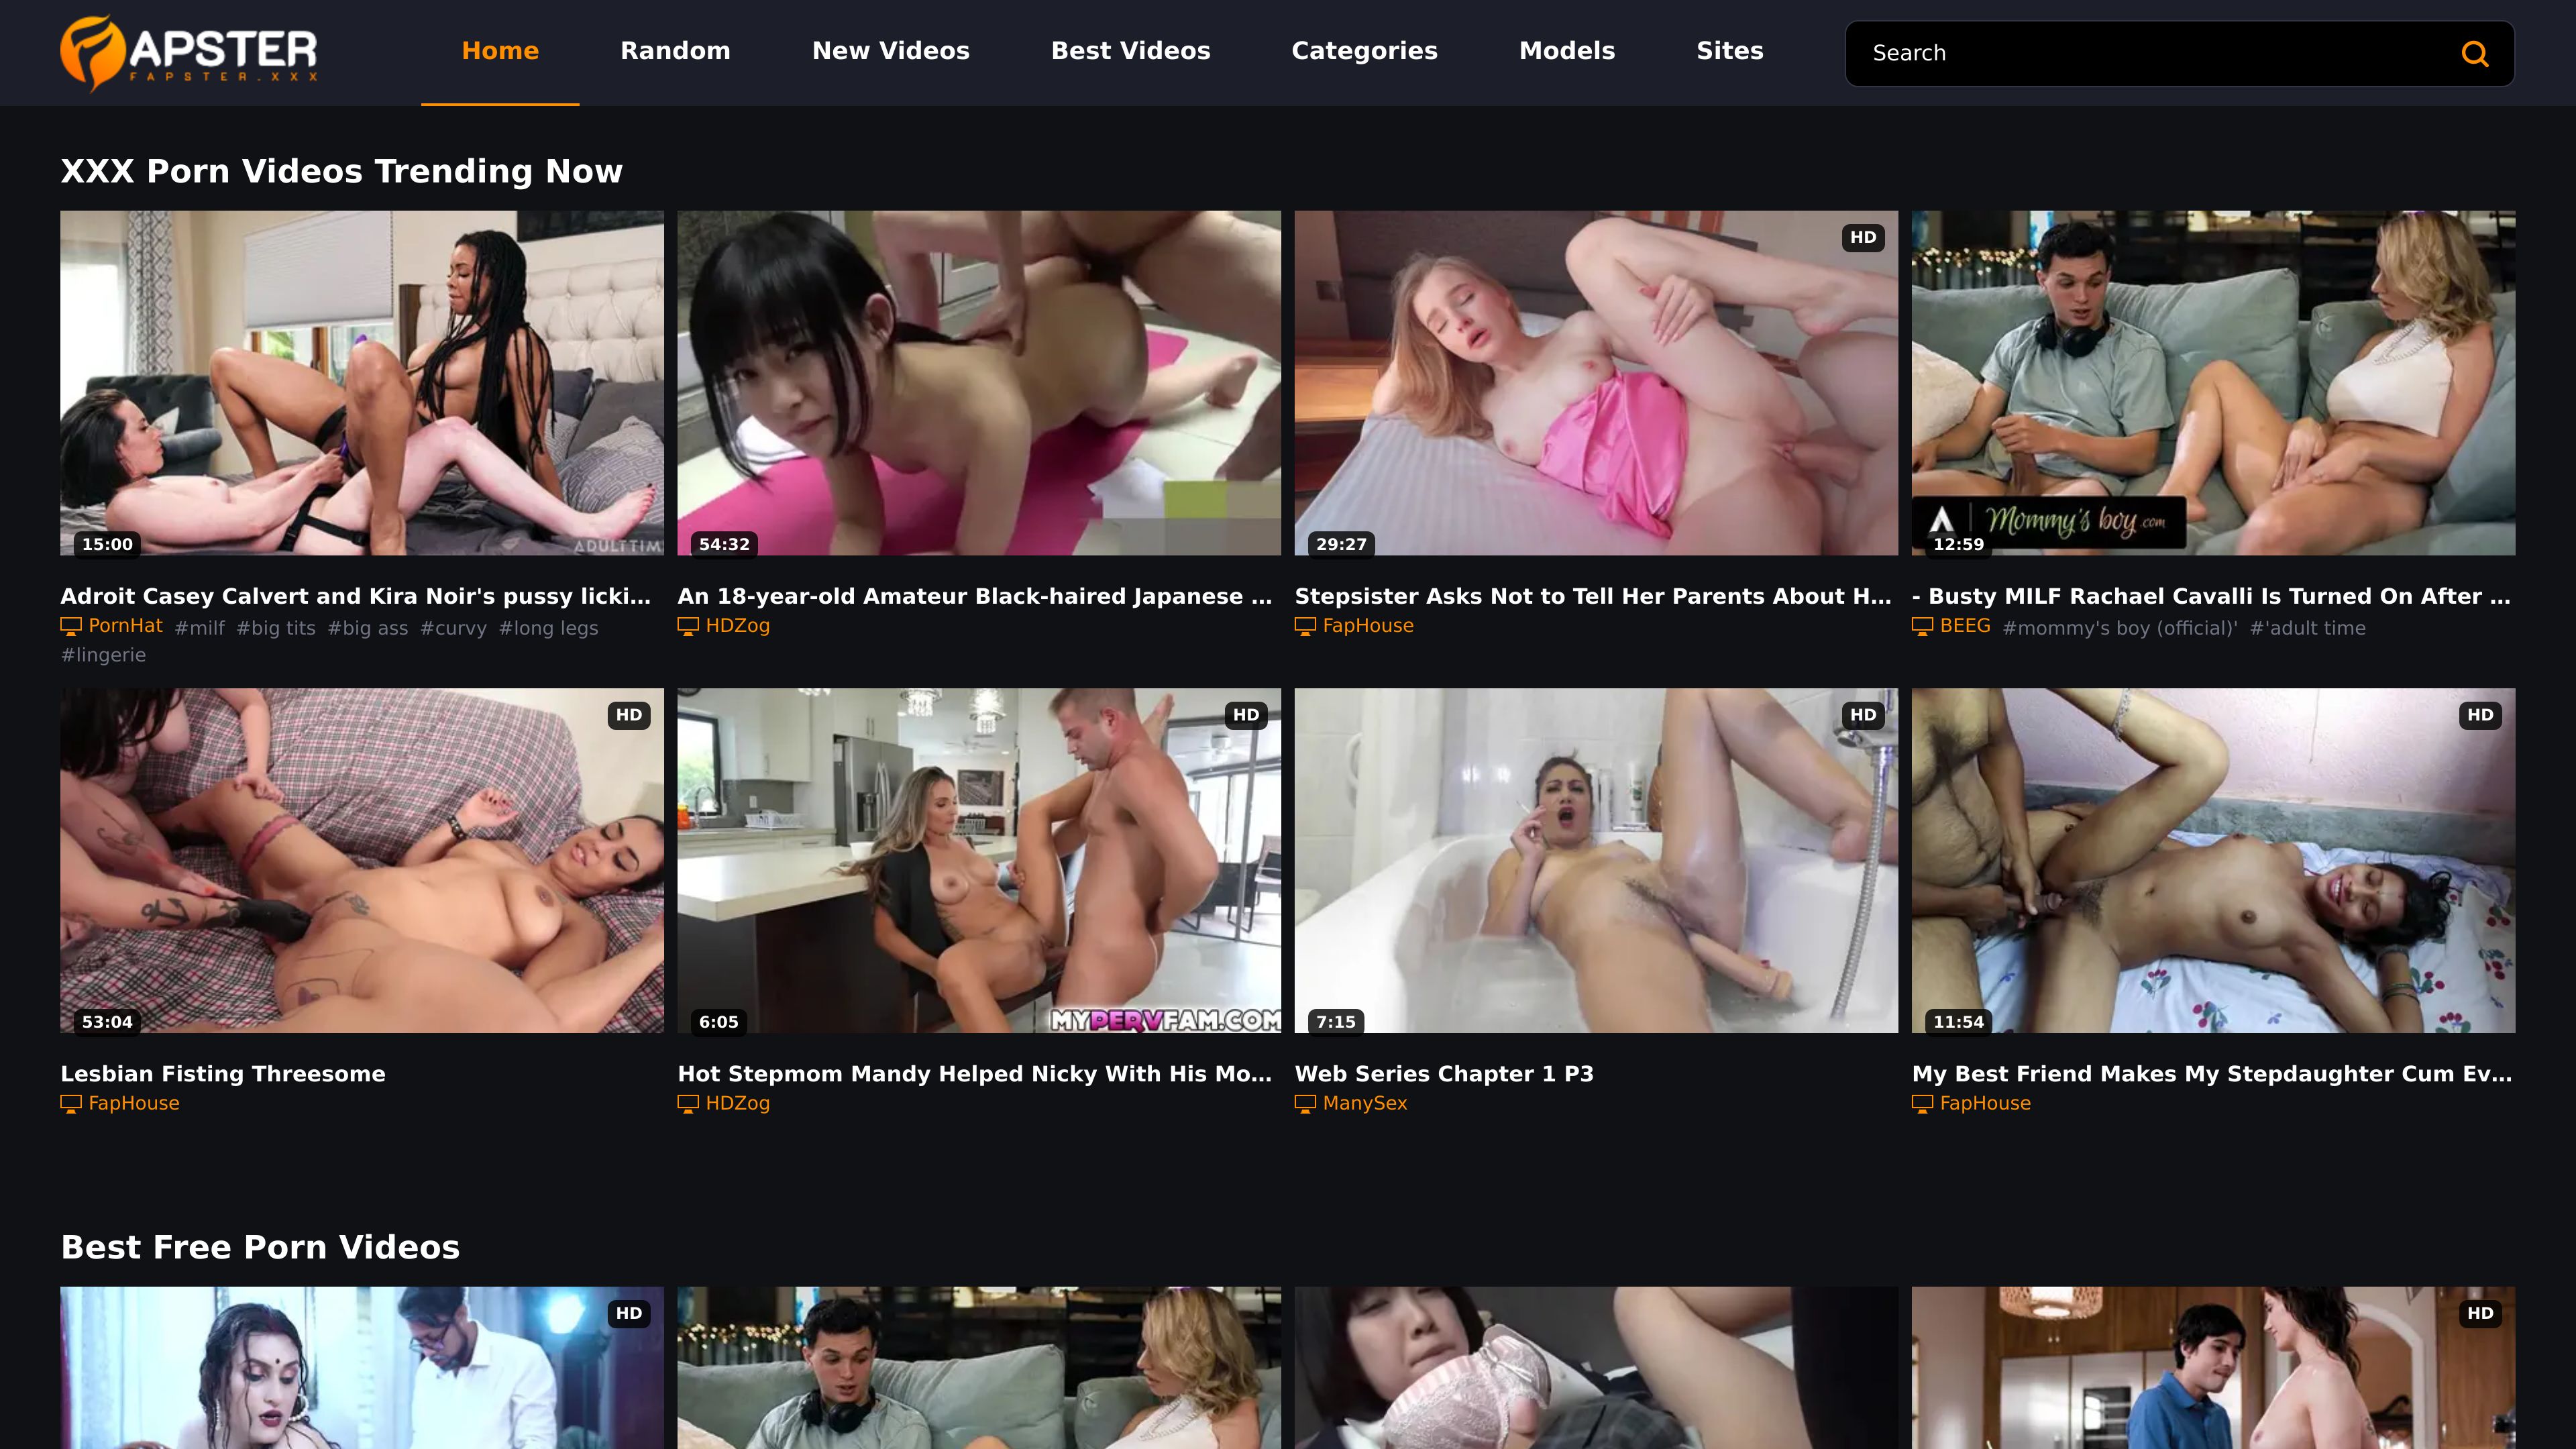 APSTER
FAPSTER.XXX
Home
Random
New Videos
Best Videos
Categories
Models
Sites
Search
XXX Porn Videos Trending Now
ADULTTIM
15:00
54:32
HD
29:27
Mommy's boy.com
12:59
Adroit Casey Calvert and Kira Noir's pussy licki...
PornHat #milf #big tits #big ass #curvy #long legs
#lingerie
An 18-year-old Amateur Black-haired Japanese ...
HDZog
Stepsister Asks Not to Tell Her Parents About H...
FapHouse
- Busty MILF Rachael Cavalli Is Turned On After ...
BEEG #mommy's boy (official)' #'adult time
HD
53:04
HD
6:05
MYPERVFAM.COM
HD
7:15
HD
11:54
Lesbian Fisting Threesome
FapHouse
Hot Stepmom Mandy Helped Nicky With His Mo...
HDZog
Web Series Chapter 1 P3
ManySex
My Best Friend Makes My Stepdaughter Cum Ev...
FapHouse
Best Free Porn Videos
HD
HD